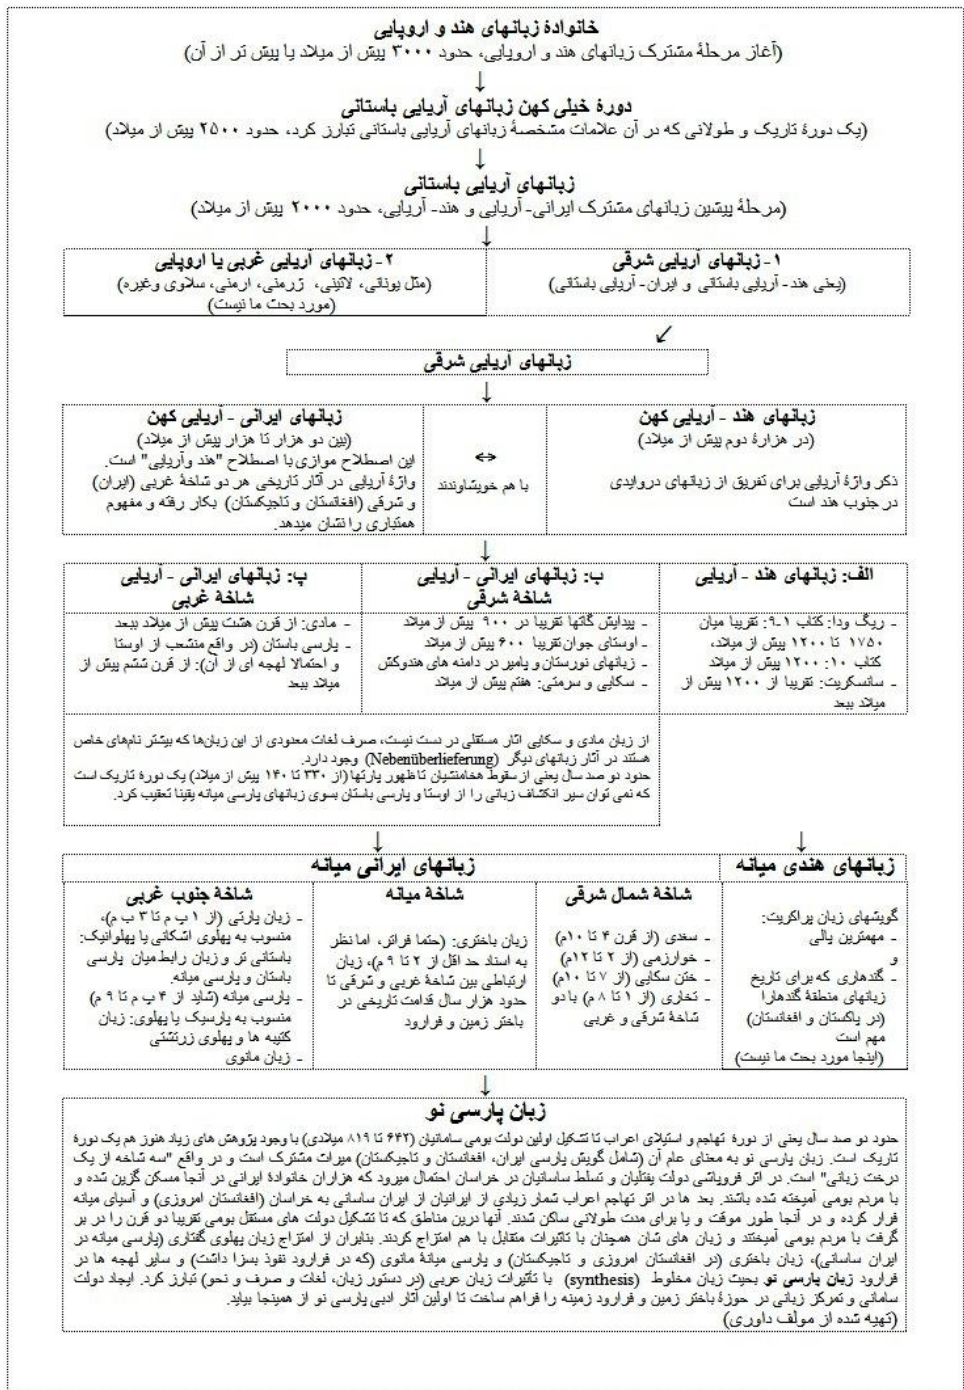 خانوادهٔ زبانهای هند و اروپایی
(آغاز مرحلهٔ مشترک زبانهای هند و اروپایی، حدود ۳۰۰۰ پیش از میلاد یا پیش تر از آن)
↓
دورهٔ خیلی کهن زبانهای آریایی باستانی
(یک دورهٔ تاریک و طولانی که در آن علامات مشخصهٔ زبانهای آریایی باستانی تبارز کرد، حدود ۲۵۰۰ پیش از میلاد)
↓
زبانهای آریایی باستانی
(مرحلهٔ پیشین زبانهای مشترک ایرانی- آریایی و هند- آریایی، حدود ۲۰۰۰ پیش از میلاد)
↓
۱- زبانهای آریایی شرقی
(یعنی هند- آریایی باستانی و ایران- آریایی باستانی)
۲- زبانهای آریایی غربی یا اروپایی
(مثل یونانی، لاتینی، ژرمنی، ارمنی، سلاوی وغیره)
(مورد بحث ما نیست)
↙
زبانهای آریایی شرقی
↓
زبانهای هند - آریایی کهن
(در هزارهٔ دوم پیش از میلاد)
ذکر واژهٔ آریایی برای تفریق از زبانهای دروایدی
در جنوب هند است
↔
با هم خویشاوندند
زبانهای ایرانی - آریایی کهن
(بین دو هزار تا هزار پیش از میلاد)
این اصطلاح موازی با اصطلاح "هند وآریایی" است.
واژهٔ آریایی در آثار تاریخی هر دو شاخهٔ غربی (ایران)
و شرقی (افغانستان و تاجیکستان) بکار رفته و مفهوم
همتباری را نشان میدهد.
↓
الف: زبانهای هند - آریایی
- ریگ ودا: کتاب ۱-۹: تقریبا میان
۱۷۵۰ تا ۱۲۰۰ پیش از میلاد،
کتاب ۱۰: ۱۲۰۰ پیش از میلاد
- سانسکریت: تقریبا از ۱۲۰۰ پیش از
میلاد ببعد
ب: زبانهای ایرانی - آریایی
شاخهٔ شرقی
- پیدایش گاتها تقریبا در ۹۰۰ پیش از میلاد
- اوستای جوان تقریبا ۶۰۰ پیش از میلاد
- زبانهای نورستان و پامیر در دامنه های هندوکش
- سکایی و سرمتی: هفتم پیش از میلاد
پ: زبانهای ایرانی - آریایی
شاخهٔ غربی
- مادی: از قرن هشت پیش از میلاد ببعد
- پارسی باستان (در واقع منشعب از اوستا
و احتمالا لهجه ای از آن): از قرن ششم پیش از
میلاد ببعد
از زبان مادی و سکایی اثار مستقلی در دست نیست، صرف لغات معدودی از این زبان‌ها که بیشتر نام‌های خاص
هستند در آثار زبانهای دیگر (Nebenüberlieferung) وجود دارد.
حدود دو صد سال یعنی از سقوط هخامنشیان تا ظهور پارتها (از ۳۳۰ تا ۱۴۰ پیش از میلاد) یک دورهٔ تاریک است
که نمی توان سیر انکشاف زبانی را از اوستا و پارسی باستان بسوی زبانهای پارسی میانه یقینا تعقیب کرد.
↓
↓
زبانهای هندی میانه
گویشهای زبان پراکریت:
- مهمترین پالی
و
- گندهاری که برای تاریخ
زبانهای منطقهٔ گندهارا
(در پاکستان و افغانستان)
مهم است
(اینجا مورد بحث ما نیست)
زبانهای ایرانی میانه
شاخهٔ شمال شرقی
- سغدی (از قرن ۴ تا ۱۰م)
- خوارزمی (از ۲ تا ۱۲م)
- ختن سکایی (از ۷ تا ۱۰م)
- تخاری (از ۱ تا ۸ م) با دو
شاخهٔ شرقی و غربی
شاخهٔ میانه
زبان باختری: (حتما فراتر، اما نظر
به اسناد حد اقل از ۲ تا ۹ م)، زبان
ارتباطی بین شاخهٔ غربی و شرقی تا
حدود هزار سال قدامت تاریخی در
باختر زمین و فرارود
شاخهٔ جنوب غربی
- زبان پارتی (از ۱ پ م تا ۳ ب م)،
منسوب به پهلوی اشکانی یا پهلوانیک:
باستانی تر و زبان رابط میان پارسی
باستان و پارسی میانه.
- پارسی میانه (شاید از ۴ پ م تا ۹ م)
منسوب به پارسیک یا پهلوی: زبان
کتیبه ها و پهلوی زرتشتی
- زبان مانوی
↓
زبان پارسی نو
حدود دو صد سال یعنی از دورهٔ تهاجم و استیلای اعراب تا تشکیل اولین دولت بومی سامانیان (۶۴۲ تا ۸۱۹ میلادی) با وجود پژوهش های زیاد هنوز هم یک دورهٔ
تاریک است. زبان پارسی نو به معنای عام آن (شامل گویش پارسی ایران، افغانستان و تاجیکستان) میراث مشترک است و در واقع "سه شاخه از یک
درخت زبانی" است. در اثر فروپاشی دولت یفتلیان و تسلط ساسانیان در خراسان احتمال میرود که هزاران خانوادهٔ ایرانی در آنجا مسکن گزین شده و
با مردم بومی آمیخته شده باشند. بعد ها در اثر تهاجم اعراب شمار زیادی از ایرانیان از ایران ساسانی به خراسان (افغانستان امروزی) و آسیای میانه
فرار کرده و در آنجا طور موقت و یا برای مدت طولانی ساکن شدند. آنها درین مناطق که تا تشکیل دولت های مستقل بومی تقریبا دو قرن را در بر
گرفت با مردم بومی آمیختند و زبان های شان همچنان با تاثیرات متقابل با هم امتزاج کردند. بنابران از امتزاج زبان پهلوی گفتاری (پارسی میانه در
ایران ساسانی)، زبان باختری (در افغانستان امروزی و تاجیکستان) و پارسی میانهٔ مانوی (که در فرارود نفوذ بسزا داشت) و سایر لهجه ها در
فرارود زبان پارسی نو بحیث زبان مخلوط (synthesis) با تأثیرات زبان عربی (در دستور زبان، لغات و صرف و نحو) تبارز کرد. ایجاد دولت
سامانی و تمرکز زبانی در حوزهٔ باختر زمین و فرارود زمینه را فراهم ساخت تا اولین آثار ادبی پارسی نو از همینجا بیاید.
(تهیه شده از مولف داوری)